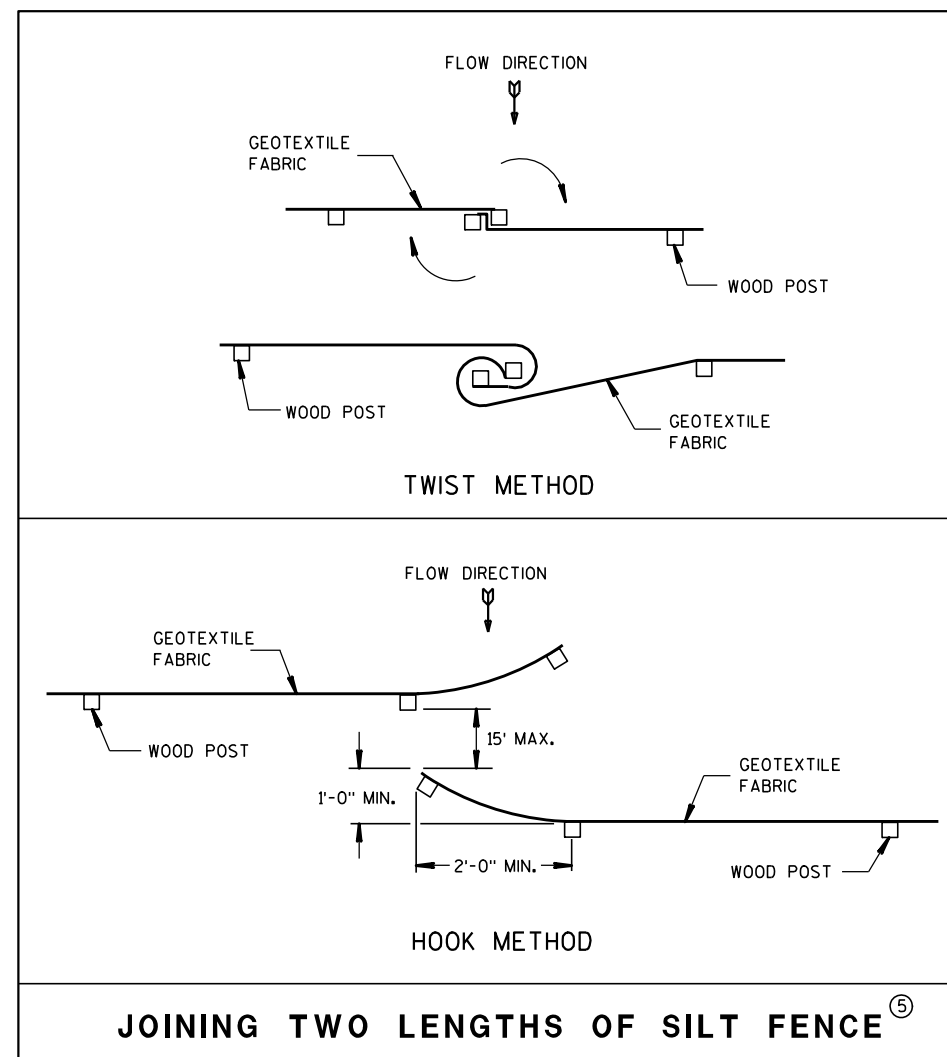 FLOW DIRECTION
GEOTEXTILE
FABRIC
WOOD POST
WOOD POST
GEOTEXTILE
FABRIC
TWIST METHOD
FLOW DIRECTION
GEOTEXTILE
FABRIC
WOOD POST
15' MAX.
1'-0" MIN.
GEOTEXTILE
FABRIC
2'-0" MIN.
WOOD POST
HOOK METHOD
JOINING TWO LENGTHS OF SILT FENCE ⑤